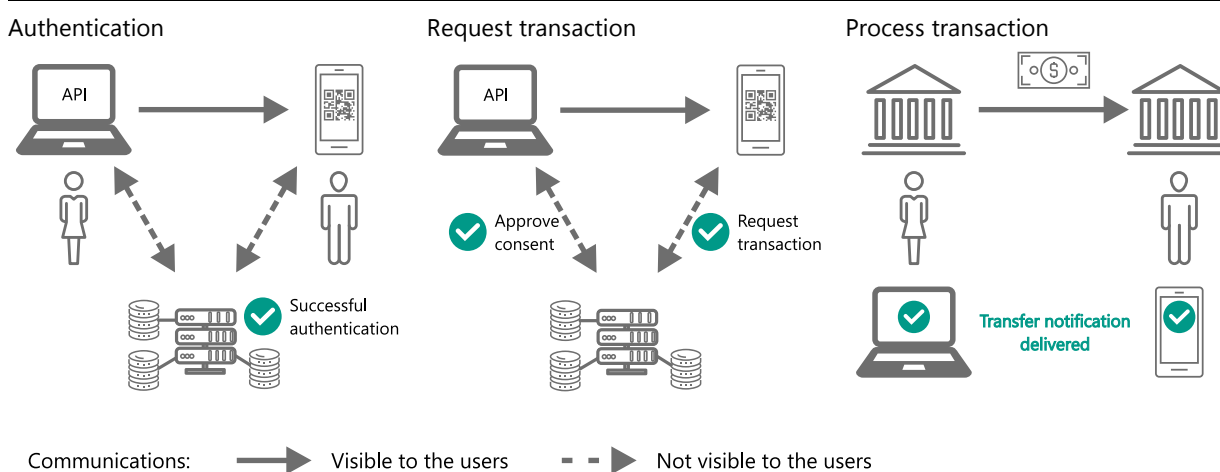 Authentication
Request transaction
Process transaction
API
API
$
Approve
consent
Request
transaction
Successful
authentication
Transfer notification
delivered
Communications:
Visible to the users
Not visible to the users